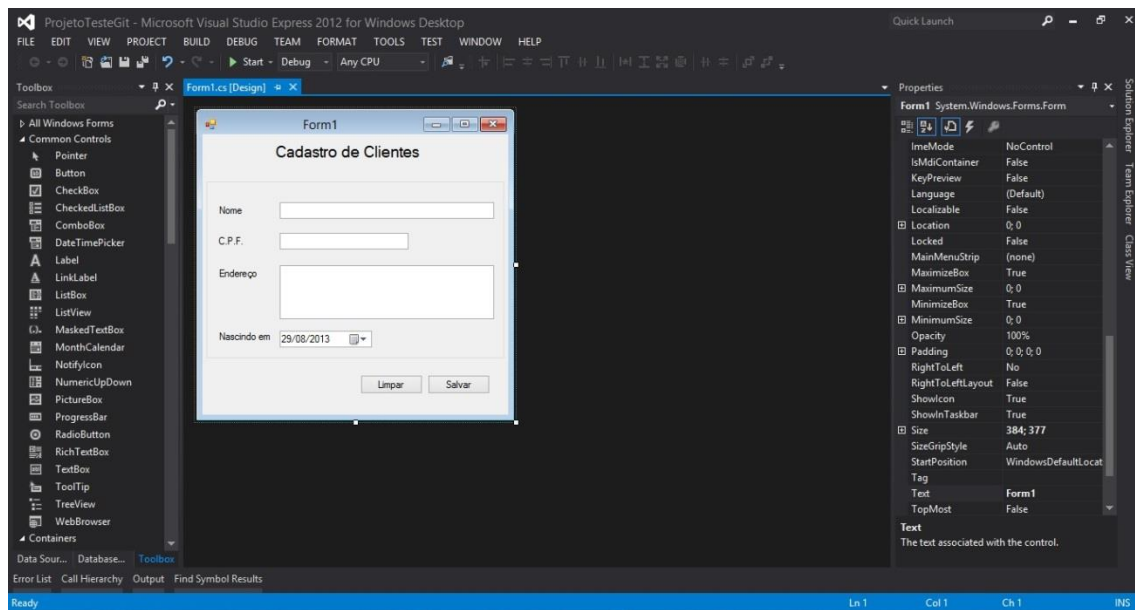 ProjetoTesteGit - Microsoft Visual Studio Express 2012 for Windows Desktop
Quick Launch
FILE EDIT VIEW PROJECT BUILD DEBUG TEAM FORMAT TOOLS TEST WINDOW HELP
Start Debug Any CPU
Toolbox
Search Toolbox
All Windows Forms
Common Controls
Pointer
Button
CheckBox
CheckedListBox
ComboBox
DateTimePicker
Label
LinkLabel
ListBox
ListView
MaskedTextBox
MonthCalendar
NotifyIcon
NumericUpDown
PictureBox
ProgressBar
RadioButton
RichTextBox
TextBox
ToolTip
TreeView
WebBrowser
Containers
Data Sour... Database... Toolbox
Form1.cs [Design]
Form1
Cadastro de Clientes
Nome
C.P.F.
Endereço
Nascindo em 29/08/2013
Limpar Salvar
Properties
Form1 System.Windows.Forms.Form
ImeMode NoControl
IsMdiContainer False
KeyPreview False
Language (Default)
Localizable False
Location 0; 0
Locked False
MainMenuStrip (none)
MaximizeBox True
MaximumSize 0; 0
MinimizeBox True
MinimumSize 0; 0
Opacity 100%
Padding 0; 0; 0; 0
RightToLeft No
RightToLeftLayout False
ShowIcon True
ShowInTaskbar True
Size 384; 377
SizeGripStyle Auto
StartPosition WindowsDefaultLocat
Tag
Text Form1
TopMost False
Text
The text associated with the control.
Solution Explorer
Team Explorer
Class View
Error List Call Hierarchy Output Find Symbol Results
Ready Ln 1 Col 1 Ch 1 INS